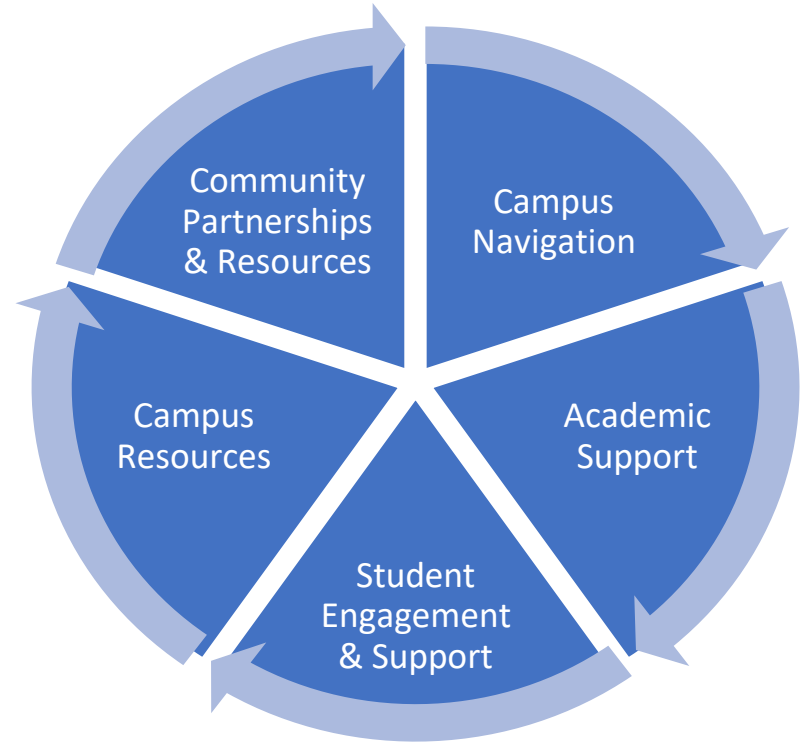 Community
Partnerships
& Resources
Campus
Navigation
Academic
Support
Student
Engagement
& Support
Campus
Resources